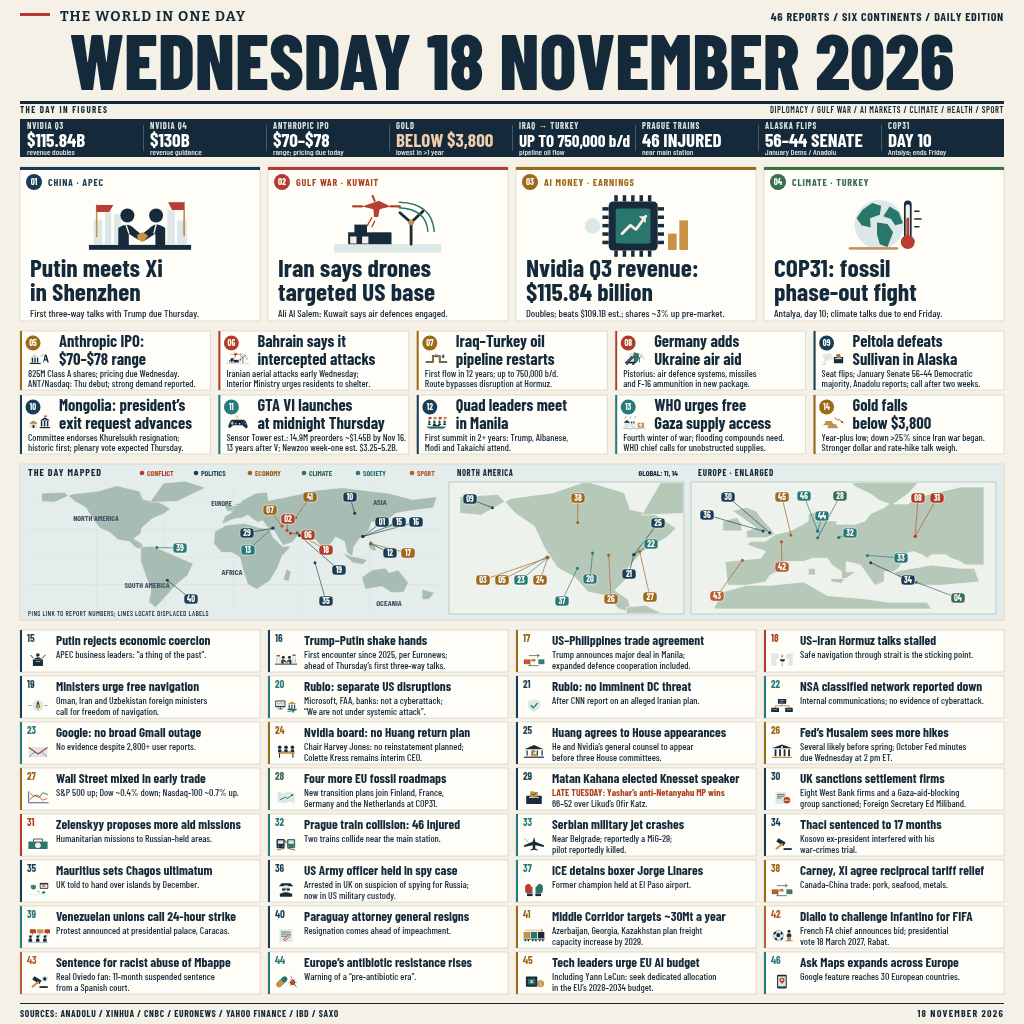 THE WORLD IN ONE DAY
46 REPORTS / SIX CONTINENTS / DAILY EDITION
WEDNESDAY 18 NOVEMBER 2026
THE DAY IN FIGURES
DIPLOMACY / GULF WAR / AI MARKETS / CLIMATE / HEALTH / SPORT
NVIDIA Q3
$115.84B
revenue doubles
NVIDIA Q4
$130B
revenue guidance
ANTHROPIC IPO
$70–$78
range; pricing due today
GOLD
BELOW $3,800
lowest in >1 year
IRAQ → TURKEY
UP TO 750,000 b/d
pipeline oil flow
PRAGUE TRAINS
46 INJURED
near main station
ALASKA FLIPS
56–44 SENATE
January Dems / Anadolu
COP31
DAY 10
Antalya; ends Friday
01 CHINA · APEC
Putin meets Xi
in Shenzhen
First three-way talks with Trump due Thursday.
02 GULF WAR · KUWAIT
Iran says drones
targeted US base
Ali Al Salem: Kuwait says air defences engaged.
03 AI MONEY · EARNINGS
Nvidia Q3 revenue:
$115.84 billion
Doubles; beats $109.1B est.; shares ~3% up pre-market.
04 CLIMATE · TURKEY
COP31: fossil
phase-out fight
Antalya, day 10; climate talks due to end Friday.
05 Anthropic IPO:
$70–$78 range
825M Class A shares; pricing due Wednesday.
ANT/Nasdaq; Thu debut; strong demand reported.
06 Bahrain says it
intercepted attacks
Iranian aerial attacks early Wednesday;
Interior Ministry urges residents to shelter.
07 Iraq–Turkey oil
pipeline restarts
First flow in 12 years; up to 750,000 b/d.
Route bypasses disruption at Hormuz.
08 Germany adds
Ukraine air aid
Pistorius: air defence systems, missiles
and F-16 ammunition in new package.
09 Peltola defeats
Sullivan in Alaska
Seat flips; January Senate 56–44 Democratic
majority, Anadolu reports; call after two weeks.
10 Mongolia: president's
exit request advances
Committee endorses Khurelsukh resignation;
historic first; plenary vote expected Thursday.
11 GTA VI launches
at midnight Thursday
Sensor Tower est.: 14.9M preorders ~$1.45B by Nov 16.
13 years after V; Newzoo week-one est. $3.25–5.2B.
12 Quad leaders meet
in Manila
First summit in 2+ years: Trump, Albanese,
Modi and Takaichi attend.
13 WHO urges free
Gaza supply access
Fourth winter of war; flooding compounds need.
WHO chief calls for unobstructed supplies.
14 Gold falls
below $3,800
Year-plus low; down >25% since Iran war began.
Stronger dollar and rate-hike talk weigh.
THE DAY MAPPED
CONFLICT
POLITICS
ECONOMY
CLIMATE
SOCIETY
SPORT
NORTH AMERICA
EUROPE
ASIA
AFRICA
SOUTH AMERICA
OCEANIA
41
10
07
02
01
15
16
29
06
13
18
12
17
39
19
40
35
PINS LINK TO REPORT NUMBERS; LINES LOCATE DISPLACED LABELS
NORTH AMERICA
GLOBAL: 11, 14
09
38
25
22
21
03
05
23
24
20
37
26
27
EUROPE · ENLARGED
30
45
46
28
08
31
36
44
32
33
42
34
43
04
15 Putin rejects economic coercion
APEC business leaders: "a thing of the past".
16 Trump–Putin shake hands
First encounter since 2025, per Euronews;
ahead of Thursday's first three-way talks.
17 US–Philippines trade agreement
Trump announces major deal in Manila;
expanded defence cooperation included.
18 US–Iran Hormuz talks stalled
Safe navigation through strait is the sticking point.
19 Ministers urge free navigation
Oman, Iran and Uzbekistan foreign ministers
call for freedom of navigation.
20 Rubio: separate US disruptions
Microsoft, FAA, banks: not a cyberattack;
"We are not under systemic attack".
21 Rubio: no imminent DC threat
After CNN report on an alleged Iranian plan.
22 NSA classified network reported down
Internal communications; no evidence of cyberattack.
23 Google: no broad Gmail outage
No evidence despite 2,800+ user reports.
24 Nvidia board: no Huang return plan
Chair Harvey Jones: no reinstatement planned;
Colette Kress remains interim CEO.
25 Huang agrees to House appearances
He and Nvidia's general counsel to appear
before three House committees.
26 Fed's Musalem sees more hikes
Several likely before spring; October Fed minutes
due Wednesday at 2 pm ET.
27 Wall Street mixed in early trade
S&P 500 up; Dow ~0.4% down; Nasdaq-100 ~0.7% up.
28 Four more EU fossil roadmaps
New transition plans join Finland, France,
Germany and the Netherlands at COP31.
29 Matan Kahana elected Knesset speaker
LATE TUESDAY: Yashar's anti-Netanyahu MP wins
66–52 over Likud's Ofir Katz.
30 UK sanctions settlement firms
Eight West Bank firms and a Gaza-aid-blocking
group sanctioned; Foreign Secretary Ed Miliband.
31 Zelenskyy proposes more aid missions
Humanitarian missions to Russian-held areas.
32 Prague train collision: 46 injured
Two trains collide near the main station.
33 Serbian military jet crashes
Near Belgrade; reportedly a MiG-29;
pilot reportedly killed.
34 Thaci sentenced to 17 months
Kosovo ex-president interfered with his
war-crimes trial.
35 Mauritius sets Chagos ultimatum
UK told to hand over islands by December.
36 US Army officer held in spy case
Arrested in UK on suspicion of spying for Russia;
now in US military custody.
37 ICE detains boxer Jorge Linares
Former champion held at El Paso airport.
38 Carney, Xi agree reciprocal tariff relief
Canada–China trade: pork, seafood, metals.
39 Venezuelan unions call 24-hour strike
Protest announced at presidential palace, Caracas.
40 Paraguay attorney general resigns
Resignation comes ahead of impeachment.
41 Middle Corridor targets ~30Mt a year
Azerbaijan, Georgia, Kazakhstan plan freight
capacity increase by 2029.
42 Diallo to challenge Infantino for FIFA
French FA chief announces bid; presidential
vote 18 March 2027, Rabat.
43 Sentence for racist abuse of Mbappe
Real Oviedo fan: 11-month suspended sentence
from a Spanish court.
44 Europe's antibiotic resistance rises
Warning of a "pre-antibiotic era".
45 Tech leaders urge EU AI budget
Including Yann LeCun: seek dedicated allocation
in the EU's 2028–2034 budget.
46 Ask Maps expands across Europe
Google feature reaches 30 European countries.
SOURCES: ANADOLU / XINHUA / CNBC / EURONEWS / YAHOO FINANCE / IBD / SAXO
18 NOVEMBER 2026